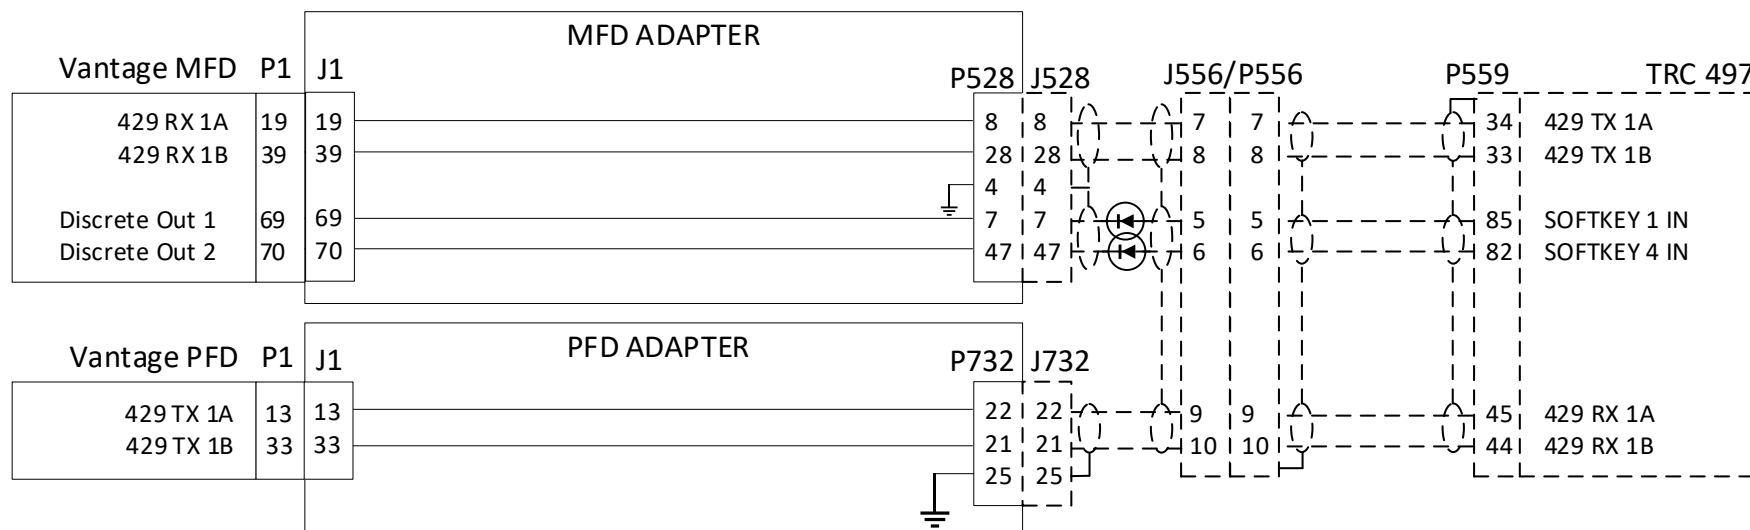 MFD ADAPTER
Vantage MFD P1 J1 P528 J528 J556/P556 P559 TRC 497
429 RX 1A 19 19 8 8 7 7 34 429 TX 1A
429 RX 1B 39 39 28 28 8 8 33 429 TX 1B
4 4
Discrete Out 1 69 69 7 7 5 5 85 SOFTKEY 1 IN
Discrete Out 2 70 70 47 47 6 6 82 SOFTKEY 4 IN
PFD ADAPTER
Vantage PFD P1 J1 P732 J732
429 TX 1A 13 13 22 22 9 9 45 429 RX 1A
429 TX 1B 33 33 21 21 10 10 44 429 RX 1B
25 25